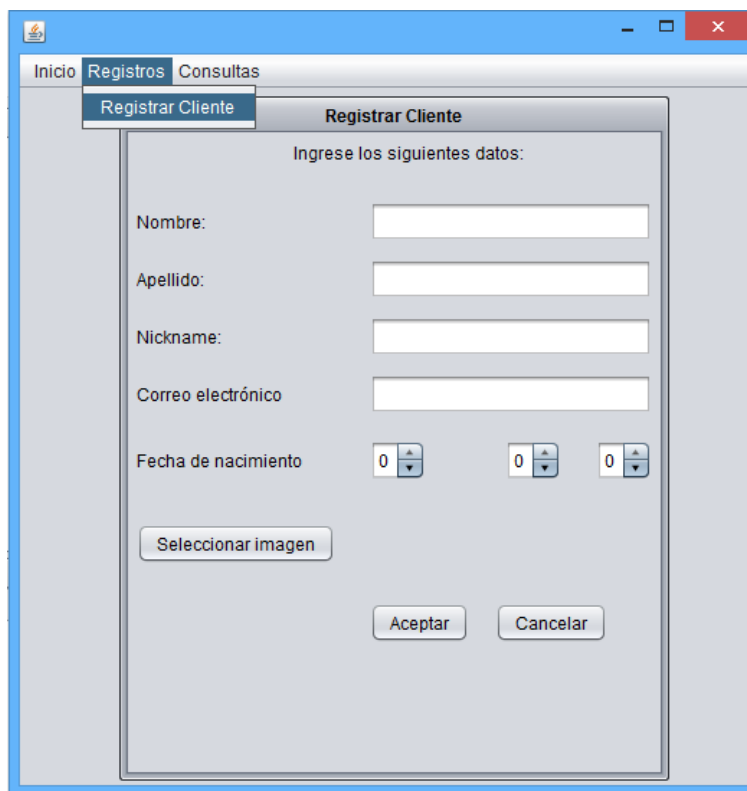 Inicio Registros Consultas
Registrar Cliente
Registrar Cliente
Ingrese los siguientes datos:
Nombre:
Apellido:
Nickname:
Correo electrónico
Fecha de nacimiento 0 0 0
Seleccionar imagen
Aceptar Cancelar